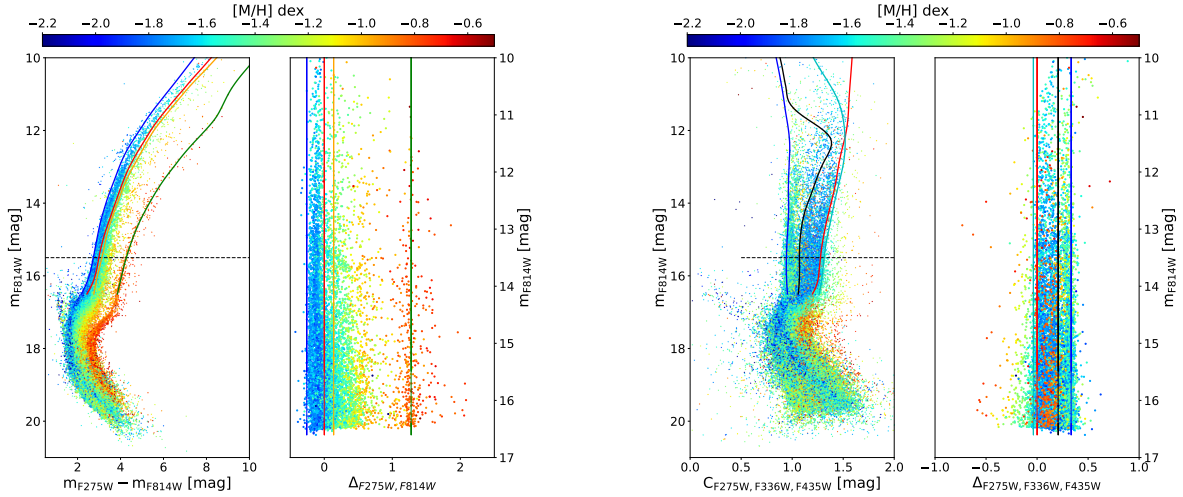 [M/H] dex
−2.2 −2.0 −1.8 −1.6 −1.4 −1.2 −1.0 −0.8 −0.6
10
12
14
16
18
20
m_F814W [mag]
2 4 6 8 10
m_F275W − m_F814W [mag]
0 1 2
Δ_F275W, F814W
10
11
12
13
14
15
16
17
m_F814W [mag]
[M/H] dex
−2.2 −2.0 −1.8 −1.6 −1.4 −1.2 −1.0 −0.8 −0.6
10
12
14
16
18
20
m_F814W [mag]
0.0 0.5 1.0 1.5 2.0
C_F275W, F336W, F435W [mag]
−1.0 −0.5 0.0 0.5 1.0
Δ_F275W, F336W, F435W
10
11
12
13
14
15
16
17
m_F814W [mag]